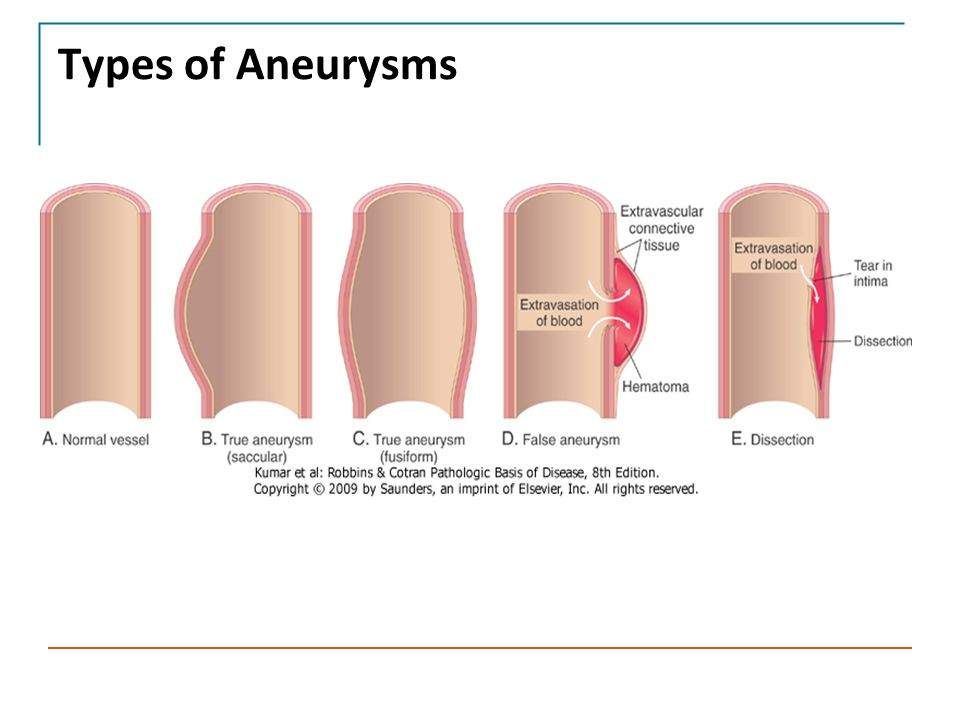 Types of Aneurysms
Extravascular
connective
tissue
Extravasation
of blood
Hematoma
Extravasation
of blood
Tear in
intima
Dissection
A. Normal vessel
B. True aneurysm
(saccular)
C. True aneurysm
(fusiform)
D. False aneurysm
E. Dissection
Kumar et al: Robbins & Cotran Pathologic Basis of Disease, 8th Edition.
Copyright © 2009 by Saunders, an imprint of Elsevier, Inc. All rights reserved.